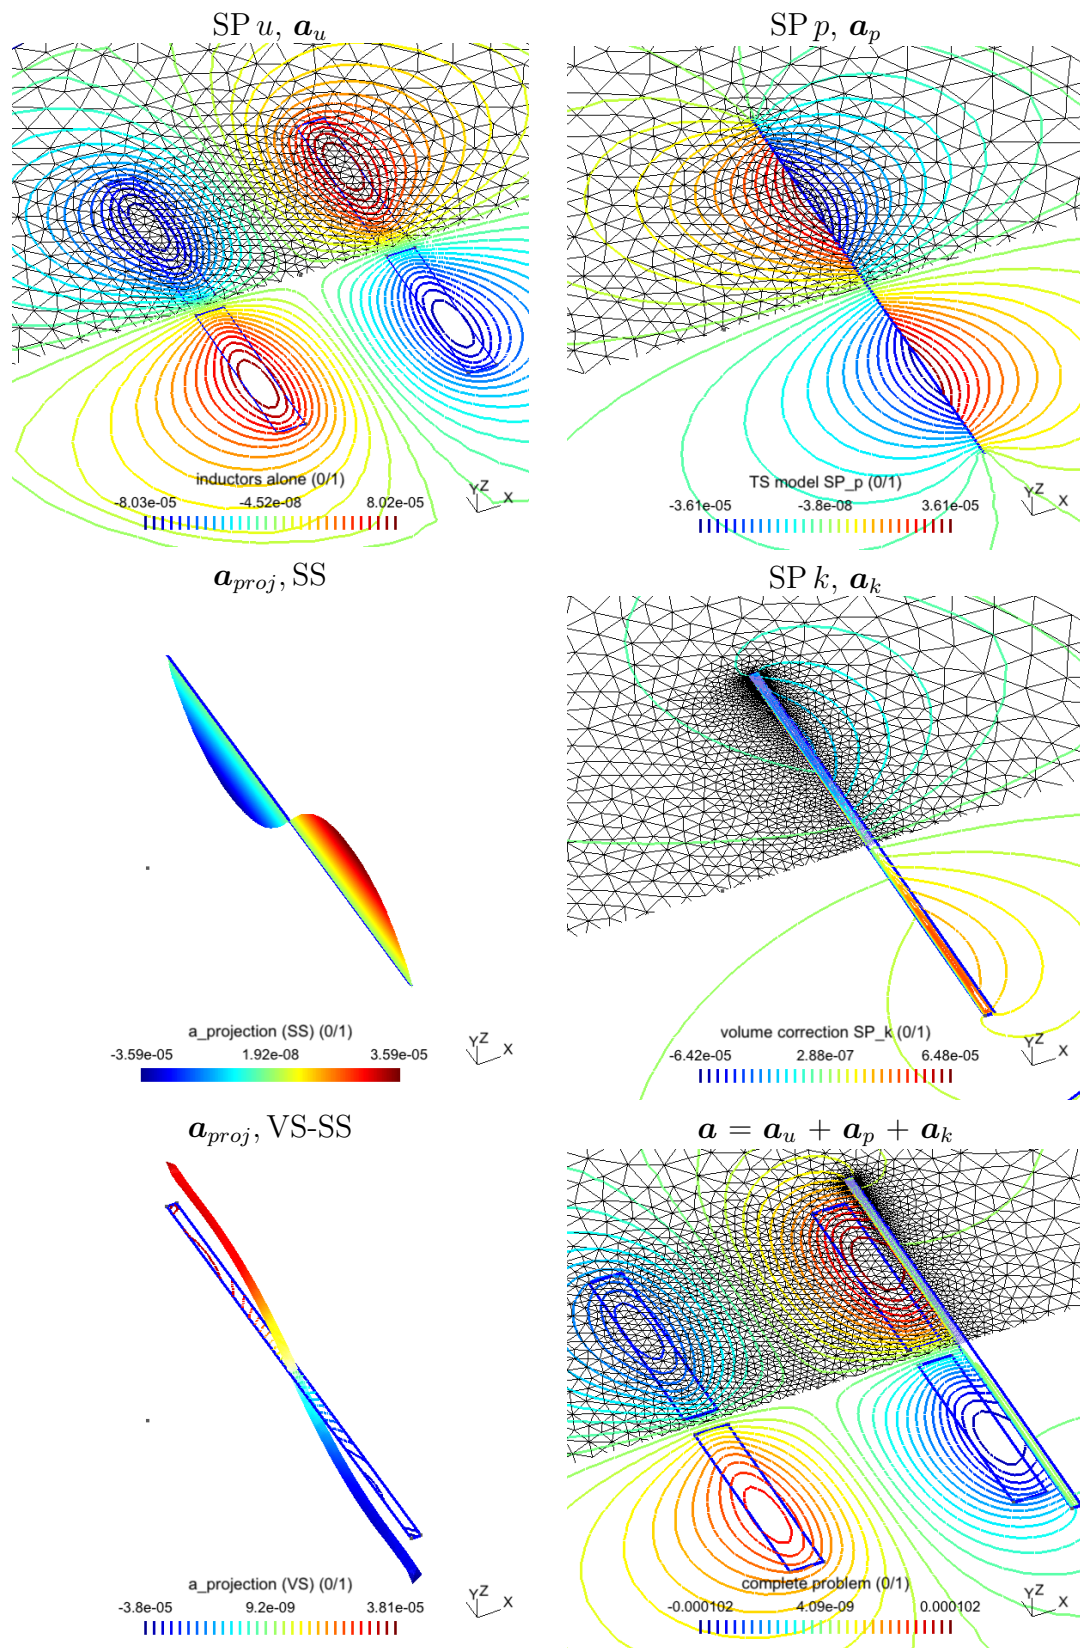 SP u, a_u
inductors alone (0/1)
-8.03e-05 -4.52e-08 8.02e-05
Y Z X
SP p, a_p
TS model SP_p (0/1)
-3.61e-05 -3.8e-08 3.61e-05
Y Z X
a_proj, SS
a_projection (SS) (0/1)
-3.59e-05 1.92e-08 3.59e-05
Y Z X
SP k, a_k
volume correction SP_k (0/1)
-6.42e-05 2.88e-07 6.48e-05
Y Z X
a_proj, VS-SS
a_projection (VS) (0/1)
-3.8e-05 9.2e-09 3.81e-05
Y Z X
a = a_u + a_p + a_k
complete problem (0/1)
-0.000102 4.09e-09 0.000102
Y Z X